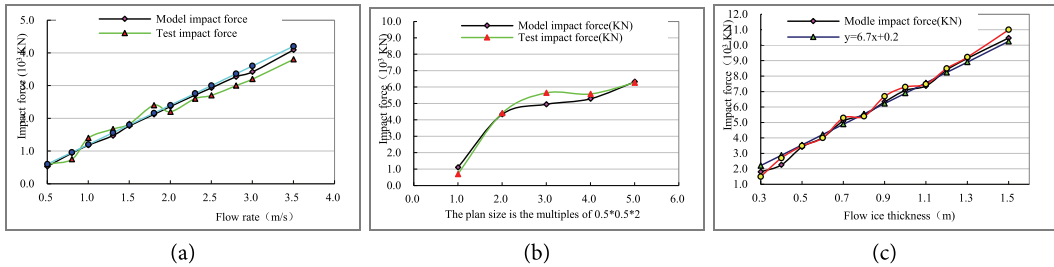 5.0
4.0
3.0
2.0
1.0
0.0
Impact force (10³ KN)
Model impact force
Test impact force
0.5 1.0 1.5 2.0 2.5 3.0 3.5 4.0
Flow rate（m/s）
(a)
10.0
9.0
8.0
7.0
6.0
5.0
4.0
3.0
2.0
1.0
0.0
Impact force（10³ KN)
Model impact force(KN)
Test impact force(KN)
0.0 1.0 2.0 3.0 4.0 5.0 6.0
The plan size is the multiples of 0.5*0.5*2
(b)
12.0
11.0
10.0
9.0
8.0
7.0
6.0
5.0
4.0
3.0
2.0
1.0
Impact force（10² KN)
Modle impact force(KN)
y=6.7x+0.2
0.3 0.5 0.7 0.9 1.1 1.3 1.5
Flow ice thickness（m)
(c)